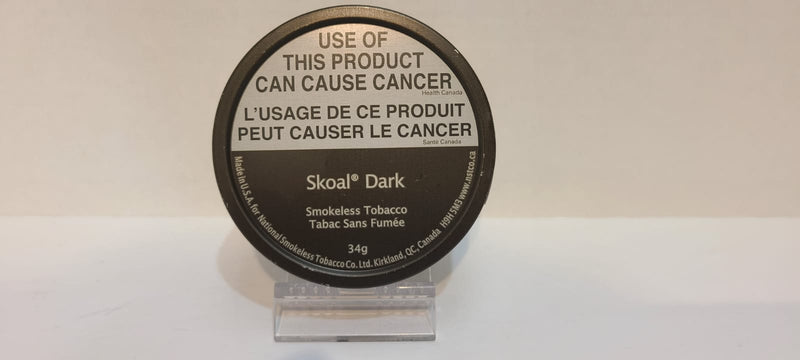 USE OF
THIS PRODUCT
CAN CAUSE CANCER
Health Canada
L'USAGE DE CE PRODUIT
PEUT CAUSER LE CANCER
Santé Canada
Skoal® Dark
Smokeless Tobacco
Tabac Sans Fumée
34g
Made in U.S.A. for National Smokeless Tobacco Co. Ltd. Kirkland, QC, Canada H9H 5M3 www.nstco.ca